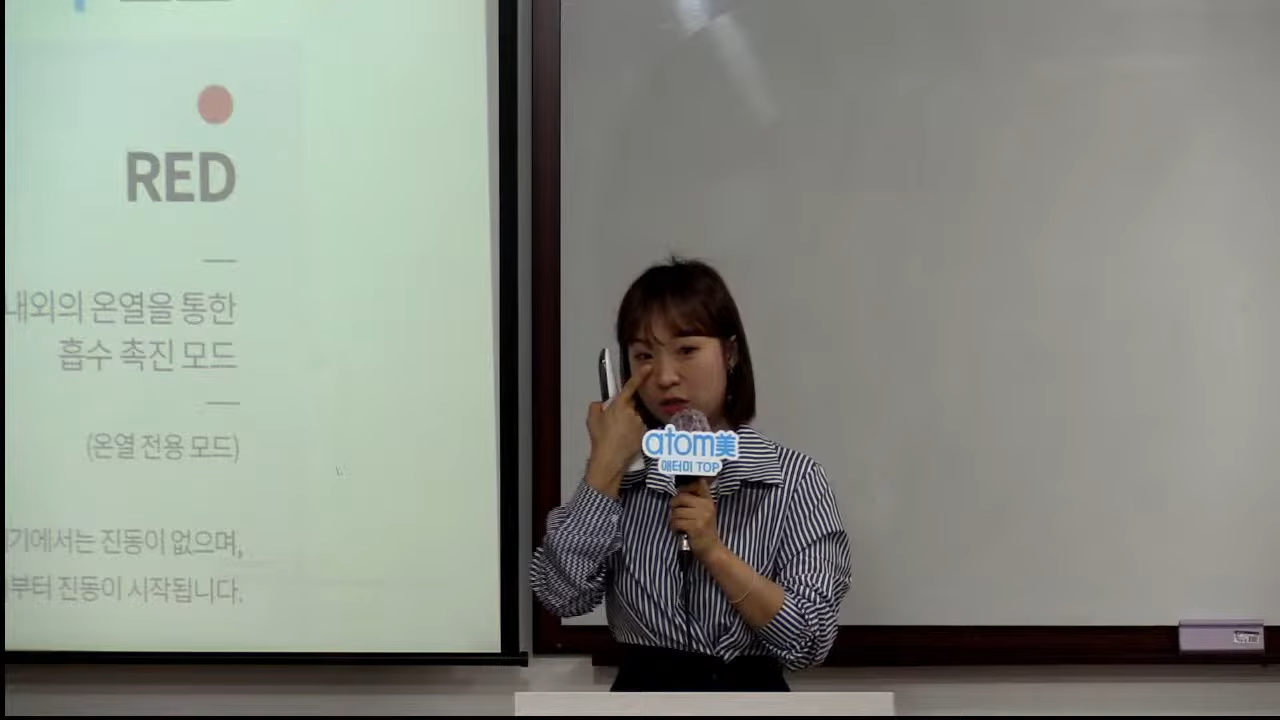 RED
내외의 온열을 통한
흡수 촉진 모드
(온열 전용 모드)
기에서는 진동이 없으며,
부터 진동이 시작됩니다.
atom美
애터미 TOP